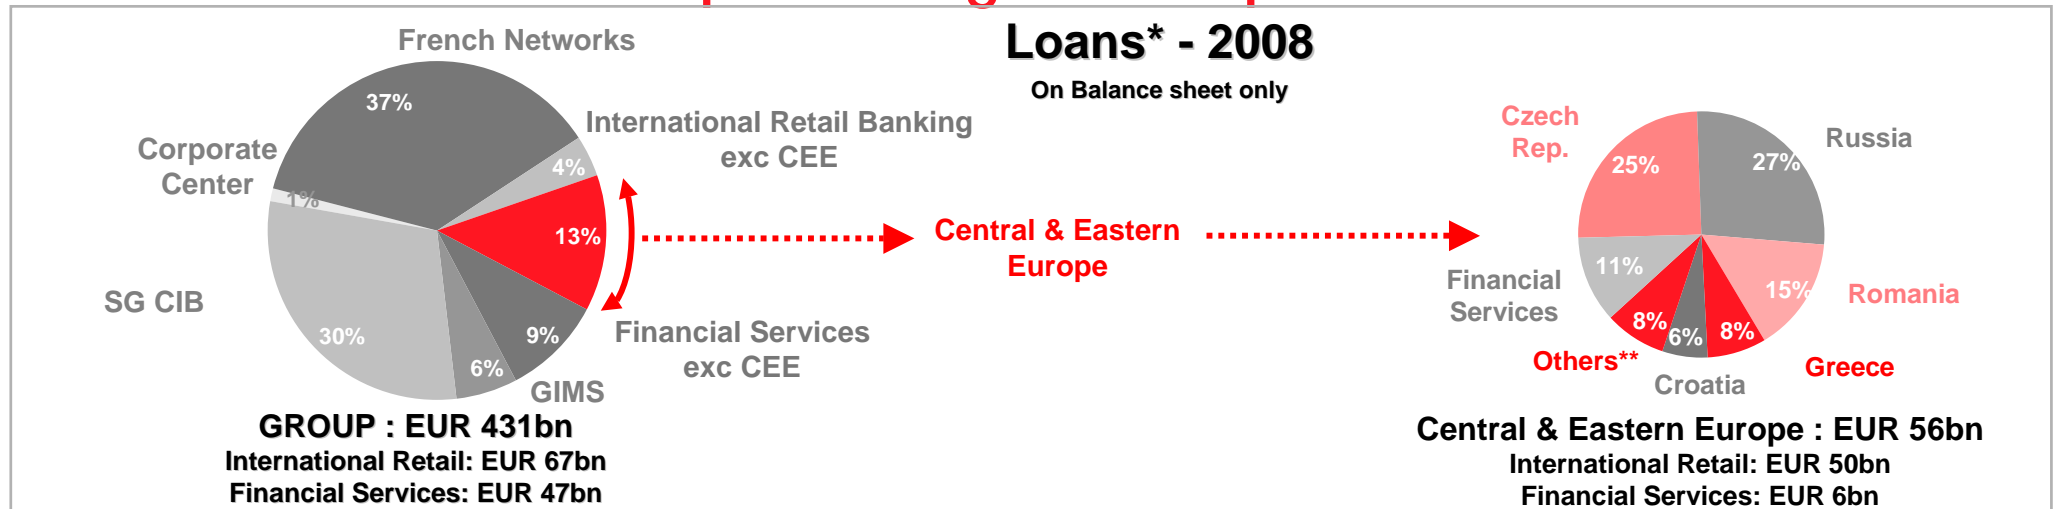 Loans* - 2008
On Balance sheet only
French Networks
37%
International Retail Banking
exc CEE
4%
Corporate
Center
1%
13%
Central & Eastern
Europe
SG CIB
30%
9%
Financial Services
exc CEE
6%
GIMS
GROUP : EUR 431bn
International Retail: EUR 67bn
Financial Services: EUR 47bn
Czech
Rep.
25%
Russia
27%
Financial
Services
11%
15%
Romania
8%
Others**
6%
Croatia
8%
Greece
Central & Eastern Europe : EUR 56bn
International Retail: EUR 50bn
Financial Services: EUR 6bn